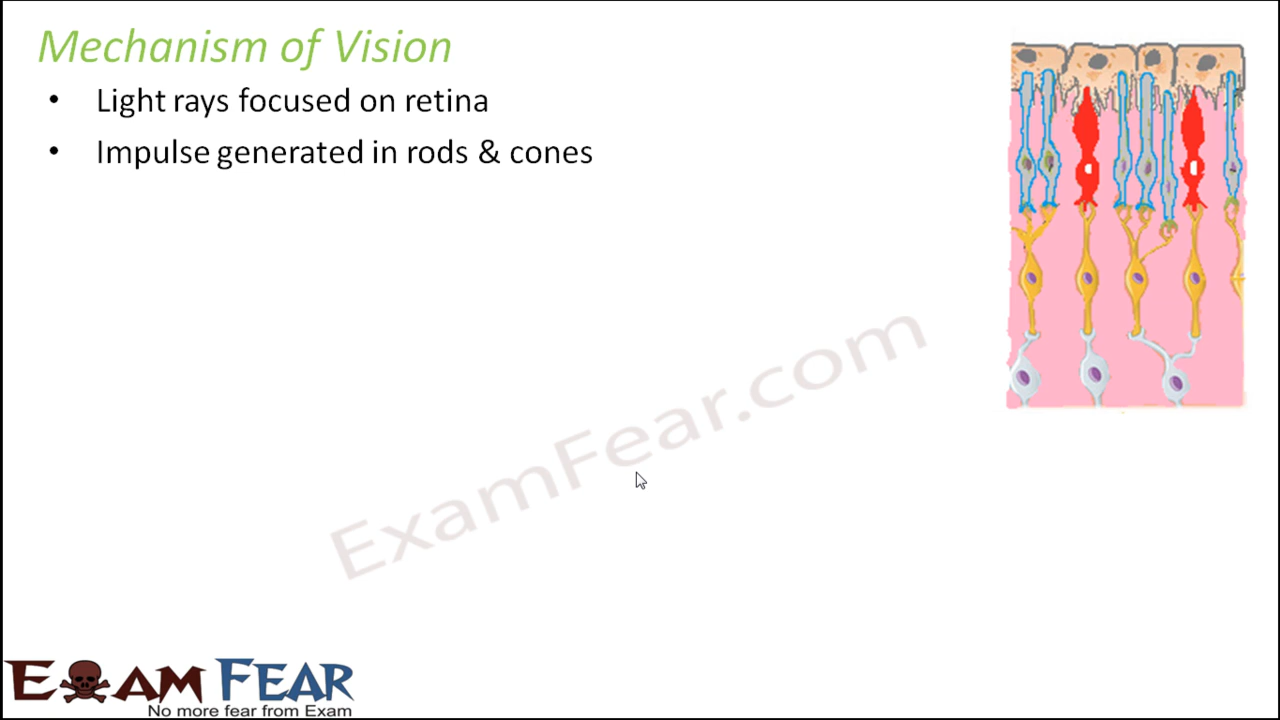 Mechanism of Vision
• Light rays focused on retina
• Impulse generated in rods & cones
ExamFear.com
EXAM FEAR
No more fear from Exam